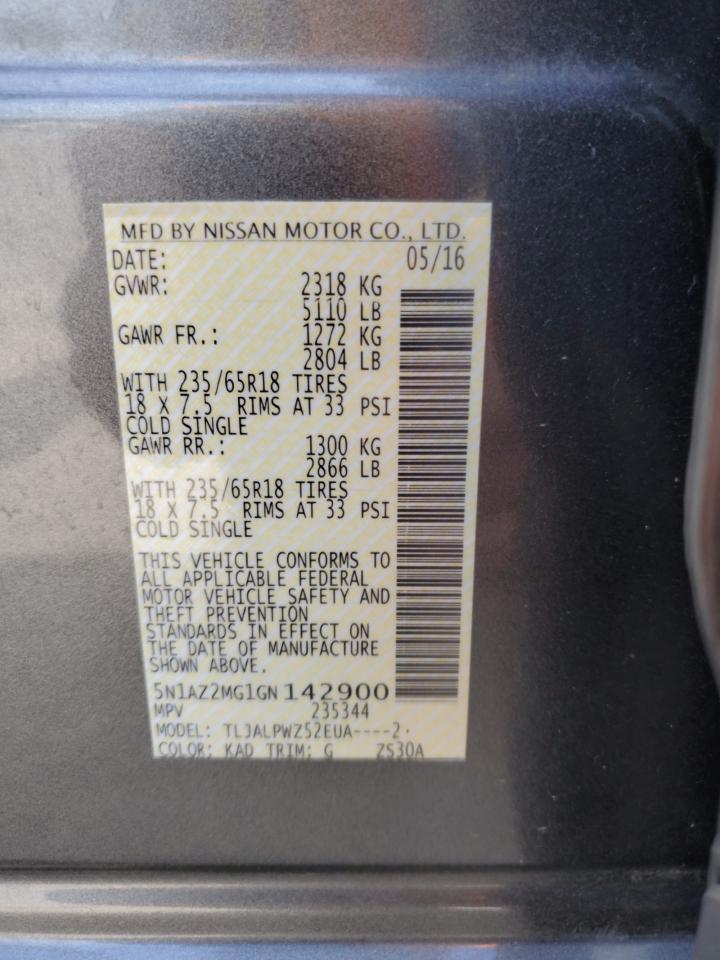 MFD BY NISSAN MOTOR CO., LTD.
DATE: 05/16
GVWR: 2318 KG
5110 LB
GAWR FR.: 1272 KG
2804 LB
WITH 235/65R18 TIRES
18 X 7.5 RIMS AT 33 PSI
COLD SINGLE
GAWR RR.: 1300 KG
2866 LB
WITH 235/65R18 TIRES
18 X 7.5 RIMS AT 33 PSI
COLD SINGLE
THIS VEHICLE CONFORMS TO
ALL APPLICABLE FEDERAL
MOTOR VEHICLE SAFETY AND
THEFT PREVENTION
STANDARDS IN EFFECT ON
THE DATE OF MANUFACTURE
SHOWN ABOVE.
5N1AZ2MG1GN142900
MPV 235344
MODEL: TLJALPWZ52EUA----2·
COLOR: KAD TRIM: G ZS30A